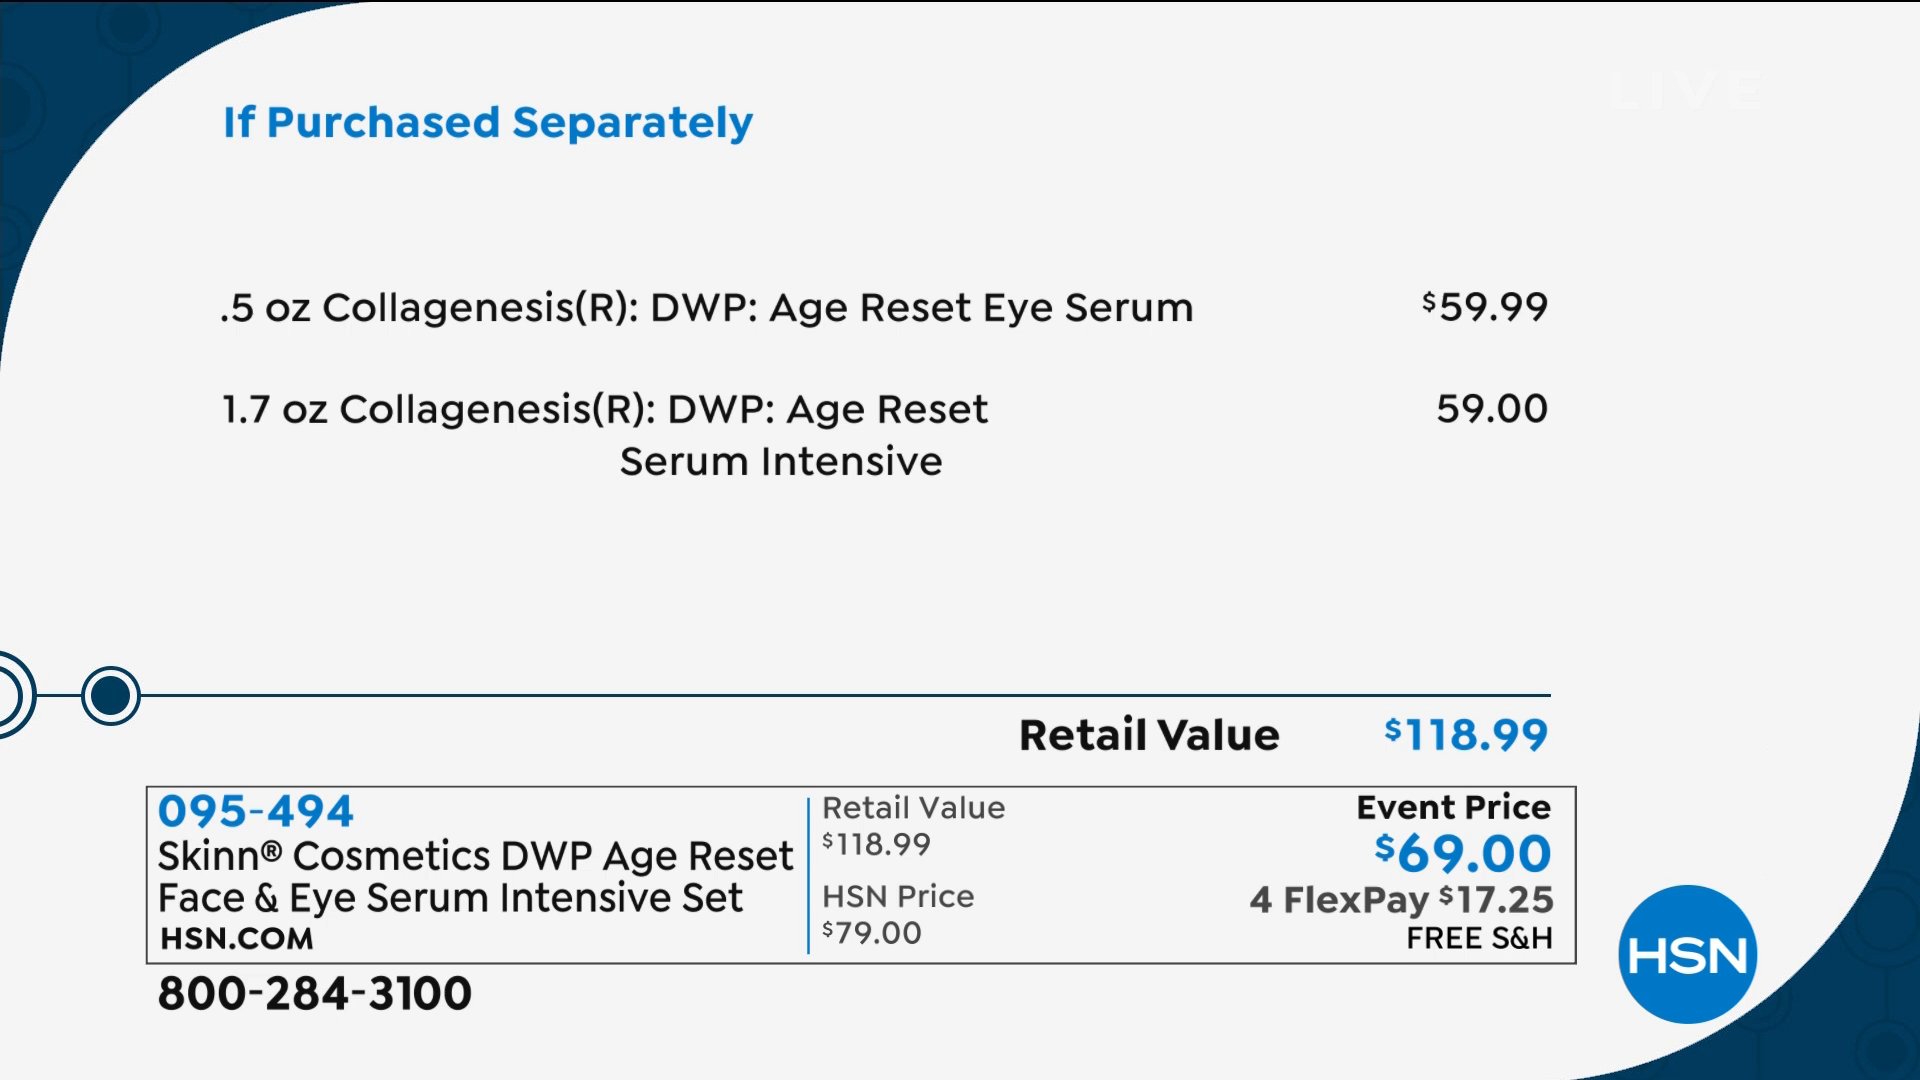 LIVE
If Purchased Separately
.5 oz Collagenesis(R): DWP: Age Reset Eye Serum $59.99
1.7 oz Collagenesis(R): DWP: Age Reset 59.00
Serum Intensive
Retail Value $118.99
095-494
Skinn® Cosmetics DWP Age Reset
Face & Eye Serum Intensive Set
HSN.COM
Retail Value
$118.99
HSN Price
$79.00
Event Price
$69.00
4 FlexPay $17.25
FREE S&H
HSN
800-284-3100